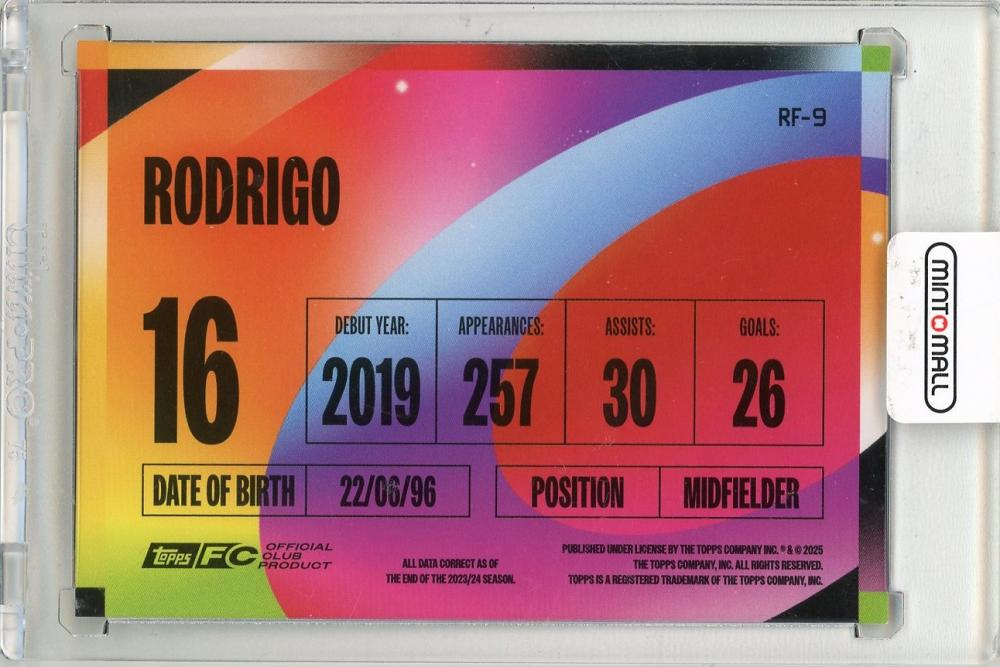 RF-9
RODRIGO
16
DEBUT YEAR: APPEARANCES: ASSISTS: GOALS:
2019 257 30 26
DATE OF BIRTH 22/06/96 POSITION MIDFIELDER
TOPPS FC OFFICIAL CLUB PRODUCT
ALL DATA CORRECT AS OF
THE END OF THE 2023/24 SEASON.
PUBLISHED UNDER LICENSE BY THE TOPPS COMPANY INC. ® & © 2025
THE TOPPS COMPANY, INC. ALL RIGHTS RESERVED.
TOPPS IS A REGISTERED TRADEMARK OF THE TOPPS COMPANY, INC.
MINT MALL